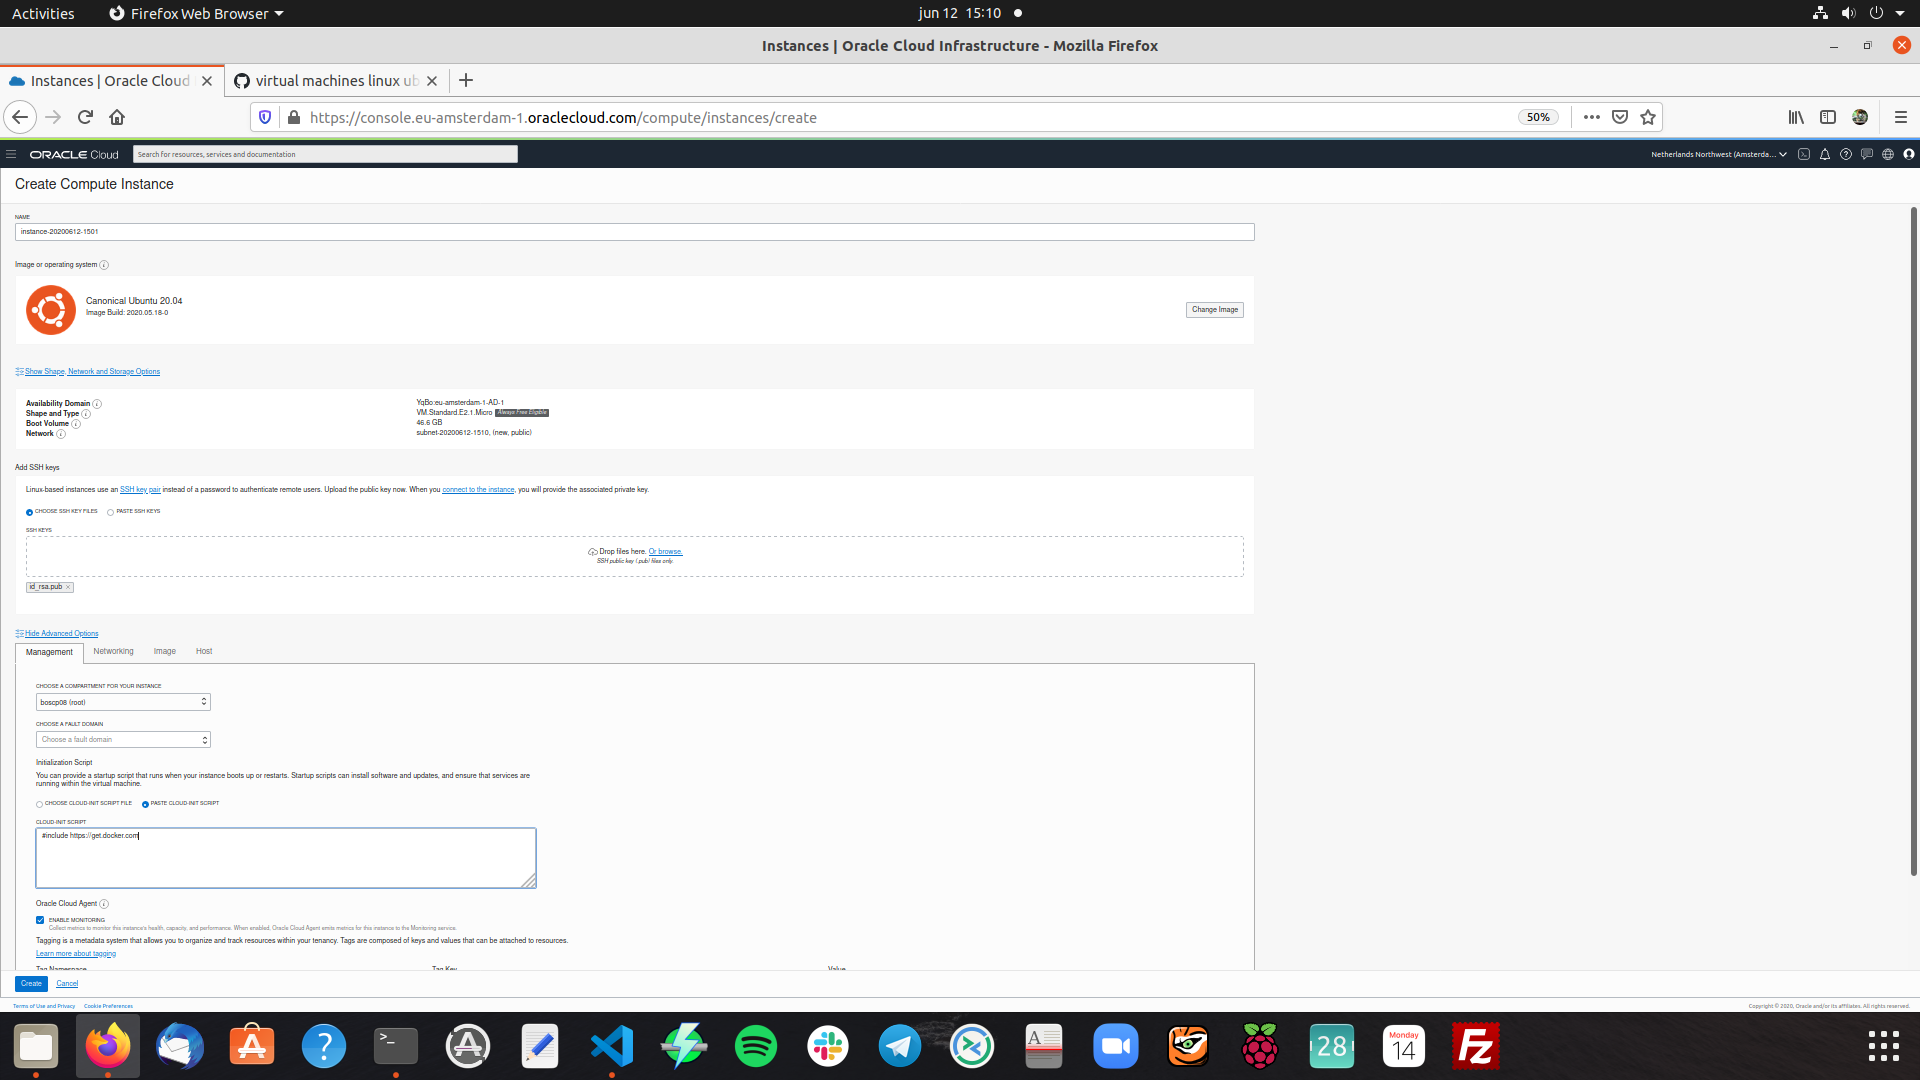 Activities
Firefox Web Browser
jun 12 15:10
Instances | Oracle Cloud Infrastructure - Mozilla Firefox
Instances | Oracle Cloud
virtual machines linux ub
https://console.eu-amsterdam-1.oraclecloud.com/compute/instances/create
50%
ORACLE Cloud
Search for resources, services and documentation
Netherlands Northwest (Amsterda...
Create Compute Instance
NAME
instance-20200612-1501
Image or operating system
Canonical Ubuntu 20.04
Image Build: 2020.05.18-0
Change Image
Show Shape, Network and Storage Options
Availability Domain
YqBo:eu-amsterdam-1-AD-1
Shape and Type
VM.Standard.E2.1.Micro Always Free Eligible
Boot Volume
46.6 GB
Network
subnet-20200612-1510, (new, public)
Add SSH keys
Linux-based instances use an SSH key pair instead of a password to authenticate remote users. Upload the public key now. When you connect to the instance, you will provide the associated private key.
CHOOSE SSH KEY FILES
PASTE SSH KEYS
SSH KEYS
Drop files here. Or browse.
SSH public key (.pub) files only.
id_rsa.pub ×
Hide Advanced Options
Management
Networking
Image
Host
CHOOSE A COMPARTMENT FOR YOUR INSTANCE
boscp08 (root)
CHOOSE A FAULT DOMAIN
Choose a fault domain
Initialization Script
You can provide a startup script that runs when your instance boots up or restarts. Startup scripts can install software and updates, and ensure that services are
running within the virtual machine.
CHOOSE CLOUD-INIT SCRIPT FILE
PASTE CLOUD-INIT SCRIPT
CLOUD-INIT SCRIPT
#include https://get.docker.com
Oracle Cloud Agent
ENABLE MONITORING
Collect metrics to monitor this instance's health, capacity, and performance. When enabled, Oracle Cloud Agent emits metrics for this instance to the Monitoring service.
Tagging is a metadata system that allows you to organize and track resources within your tenancy. Tags are composed of keys and values that can be attached to resources.
Learn more about tagging
Tag Namespace
Tag Key
Value
Create
Cancel
Terms of Use and Privacy
Cookie Preferences
Copyright © 2020, Oracle and/or its affiliates. All rights reserved.
28
Monday
14
Fz